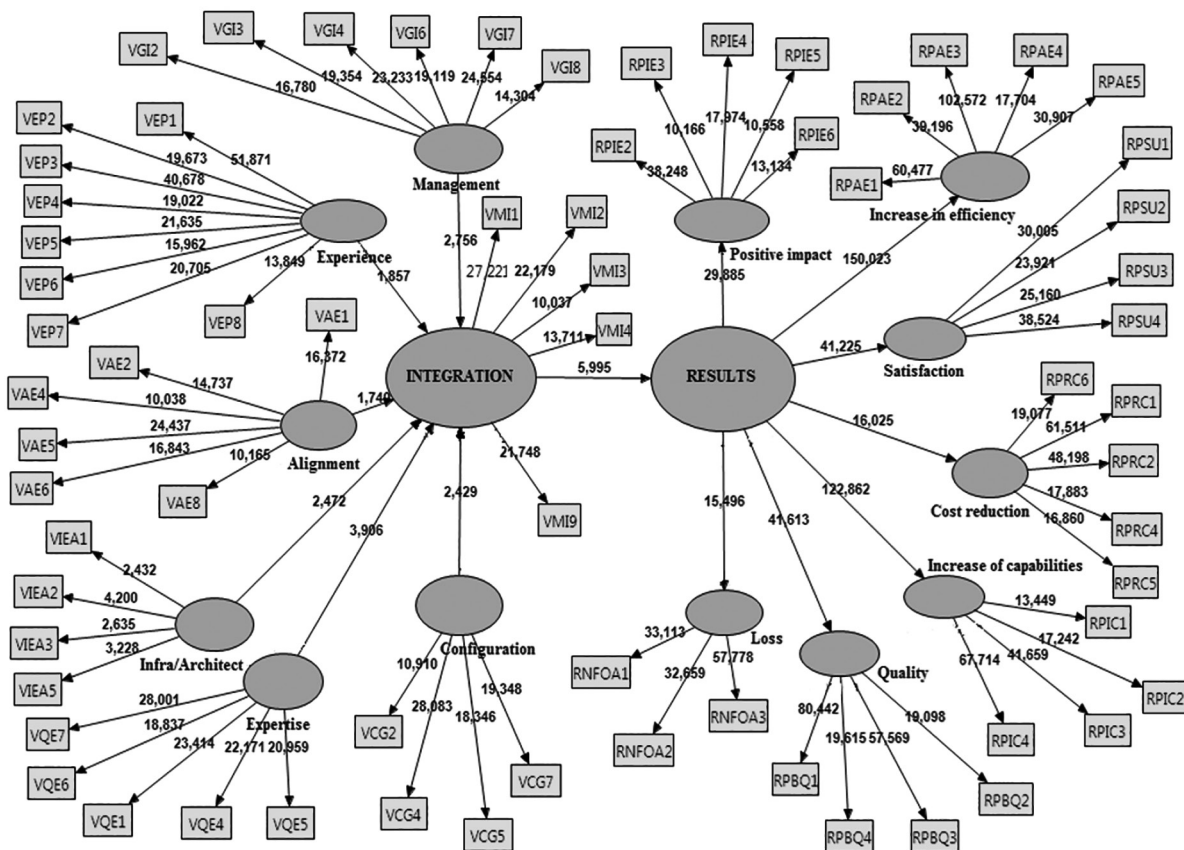 VGI2
VGI3
VGI4
VGI6
VGI7
VGI8
16,780
19,354
23,233
19,119
24,554
14,304
Management
2,756
VEP1
VEP2
VEP3
VEP4
VEP5
VEP6
VEP7
VEP8
51,871
19,673
40,678
19,022
21,635
15,962
20,705
13,849
Experience
1,857
VMI1
VMI2
VMI3
VMI4
VMI9
27,221
22,179
10,037
13,711
21,748
INTEGRATION
5,995
RESULTS
VAE1
VAE2
VAE4
VAE5
VAE6
VAE8
16,372
14,737
10,038
24,437
16,843
10,165
Alignment
1,740
VIEA1
VIEA2
VIEA3
VIEA5
2,432
4,200
2,635
3,228
Infra/Architect
2,472
VQE7
VQE6
VQE1
VQE4
VQE5
28,001
18,837
23,414
22,171
20,959
Expertise
3,906
Configuration
2,429
10,910
28,083
18,346
19,348
VCG2
VCG4
VCG5
VCG7
RPIE2
RPIE3
RPIE4
RPIE5
RPIE6
38,248
10,166
17,974
10,558
13,134
Positive impact
29,885
RPAE1
RPAE2
RPAE3
RPAE4
RPAE5
60,477
39,196
102,572
17,704
30,907
Increase in efficiency
150,023
RPSU1
RPSU2
RPSU3
RPSU4
30,005
23,921
25,160
38,524
Satisfaction
41,225
RPRC6
RPRC1
RPRC2
RPRC4
RPRC5
19,077
61,511
48,198
17,883
16,860
Cost reduction
16,025
Increase of capabilities
122,862
13,449
17,242
41,659
67,714
RPIC1
RPIC2
RPIC3
RPIC4
Quality
41,613
80,442
19,615
57,569
19,098
RPBQ1
RPBQ4
RPBQ3
RPBQ2
Loss
15,496
33,113
32,659
57,778
RNFOA1
RNFOA2
RNFOA3